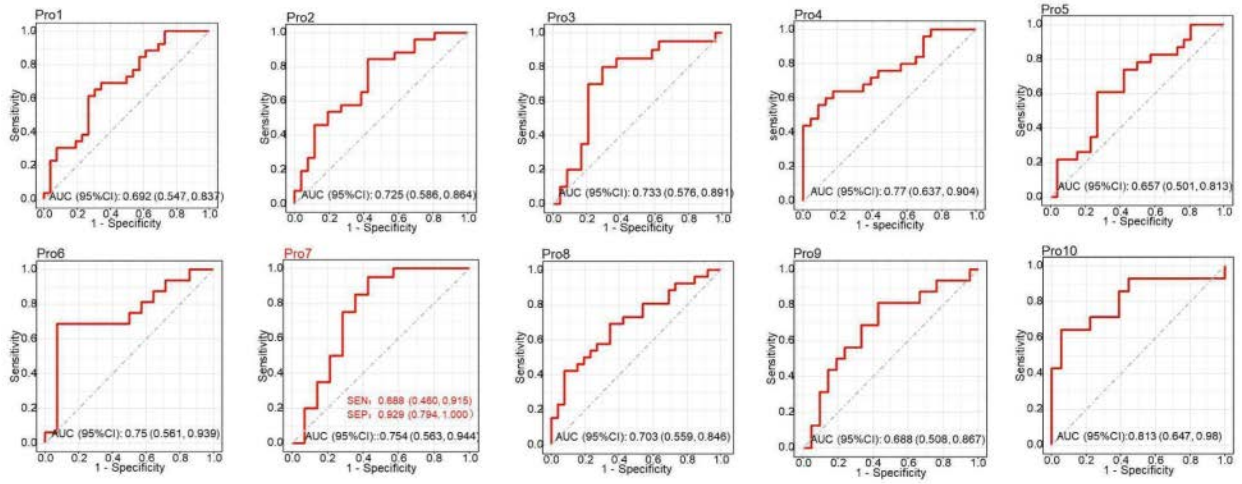 Pro1
Sensitivity
1.0
0.8
0.6
0.4
0.2
0.0
AUC (95%CI): 0.692 (0.547, 0.837)
0.0 0.2 0.4 0.6 0.8 1.0
1 - Specificity
Pro2
Sensitivity
1.0
0.8
0.6
0.4
0.2
0.0
AUC (95%CI): 0.725 (0.586, 0.864)
0.0 0.2 0.4 0.6 0.8 1.0
1 - Specificity
Pro3
Sensitivity
1.0
0.8
0.6
0.4
0.2
0.0
AUC (95%CI): 0.733 (0.576, 0.891)
0.0 0.2 0.4 0.6 0.8 1.0
1 - Specificity
Pro4
sensitivity
1.0
0.8
0.6
0.4
0.2
0.0
AUC (95%CI): 0.77 (0.637, 0.904)
0.0 0.2 0.4 0.6 0.8 1.0
1 - specificity
Pro5
Sensitivity
1.0
0.8
0.6
0.4
0.2
0.0
AUC (95%CI): 0.657 (0.501, 0.813)
0.0 0.2 0.4 0.6 0.8 1.0
1 - Specificity
Pro6
Sensitivity
1.0
0.8
0.6
0.4
0.2
0.0
AUC (95%CI): 0.75 (0.561, 0.939)
0.0 0.2 0.4 0.6 0.8 1.0
1 - Specificity
Pro7
Sensitivity
1.0
0.8
0.6
0.4
0.2
0.0
SEN: 0.688 (0.460, 0.915)
SEP: 0.929 (0.794, 1.000)
AUC (95%CI): 0.754 (0.563, 0.944)
0.0 0.2 0.4 0.6 0.8 1.0
1 - Specificity
Pro8
Sensitivity
1.0
0.8
0.6
0.4
0.2
0.0
AUC (95%CI): 0.703 (0.559, 0.846)
0.0 0.2 0.4 0.6 0.8 1.0
1 - Specificity
Pro9
Sensitivity
1.0
0.8
0.6
0.4
0.2
0.0
AUC (95%CI): 0.688 (0.508, 0.867)
0.0 0.2 0.4 0.6 0.8 1.0
1 - Specificity
Pro10
Sensitivity
1.0
0.8
0.6
0.4
0.2
0.0
AUC (95%CI): 0.813 (0.647, 0.98)
0.0 0.2 0.4 0.6 0.8 1.0
1 - Specificity